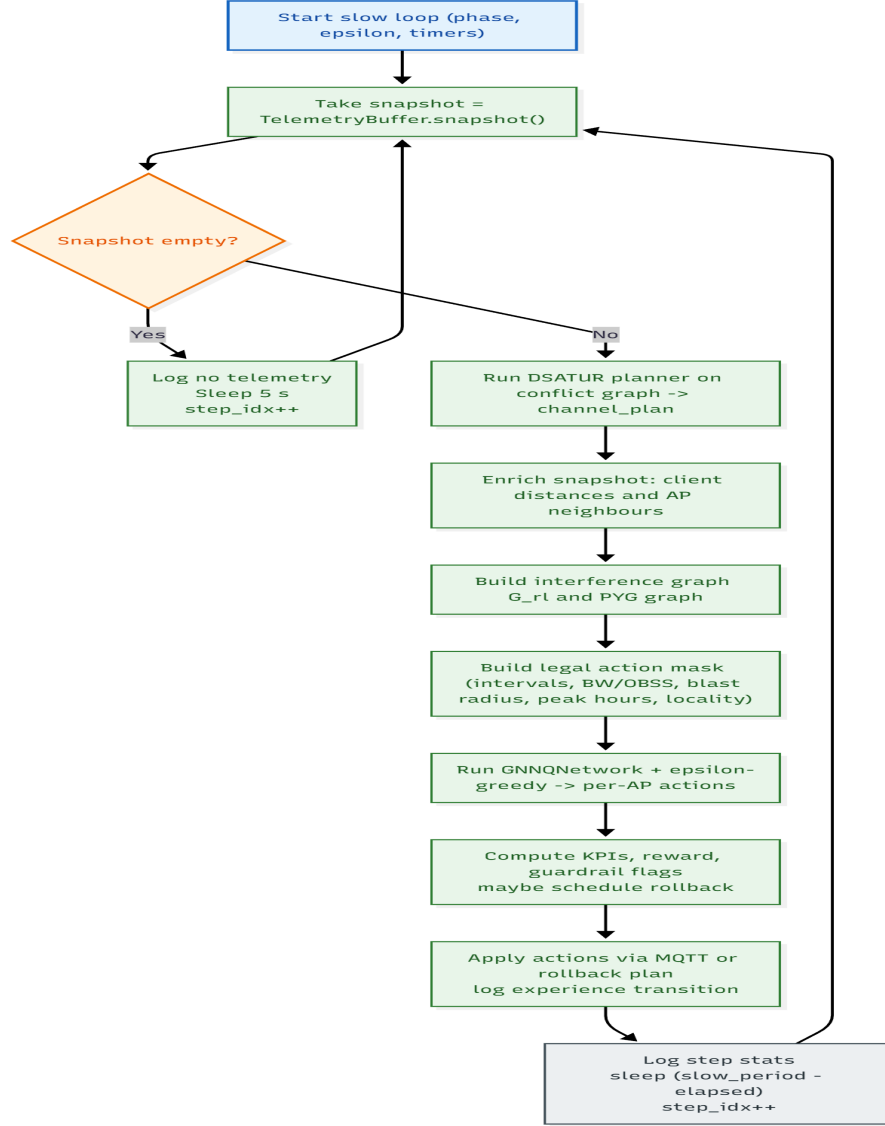 Start slow loop (phase,
epsilon, timers)
Take snapshot =
TelemetryBuffer.snapshot()
Snapshot empty?
Yes
No
Log no telemetry
Sleep 5 s
step_idx++
Run DSATUR planner on
conflict graph ->
channel_plan
Enrich snapshot: client
distances and AP
neighbours
Build interference graph
G_rl and PYG graph
Build legal action mask
(intervals, BW/OBSS, blast
radius, peak hours, locality)
Run GNNQNetwork + epsilon-
greedy -> per-AP actions
Compute KPIs, reward,
guardrail flags
maybe schedule rollback
Apply actions via MQTT or
rollback plan
log experience transition
Log step stats
sleep (slow_period -
elapsed)
step_idx++